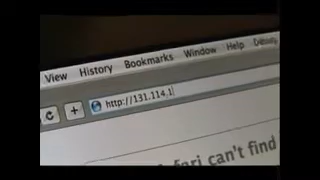 View History Bookmarks Window Help
+ http://131.114.1
fari can't find